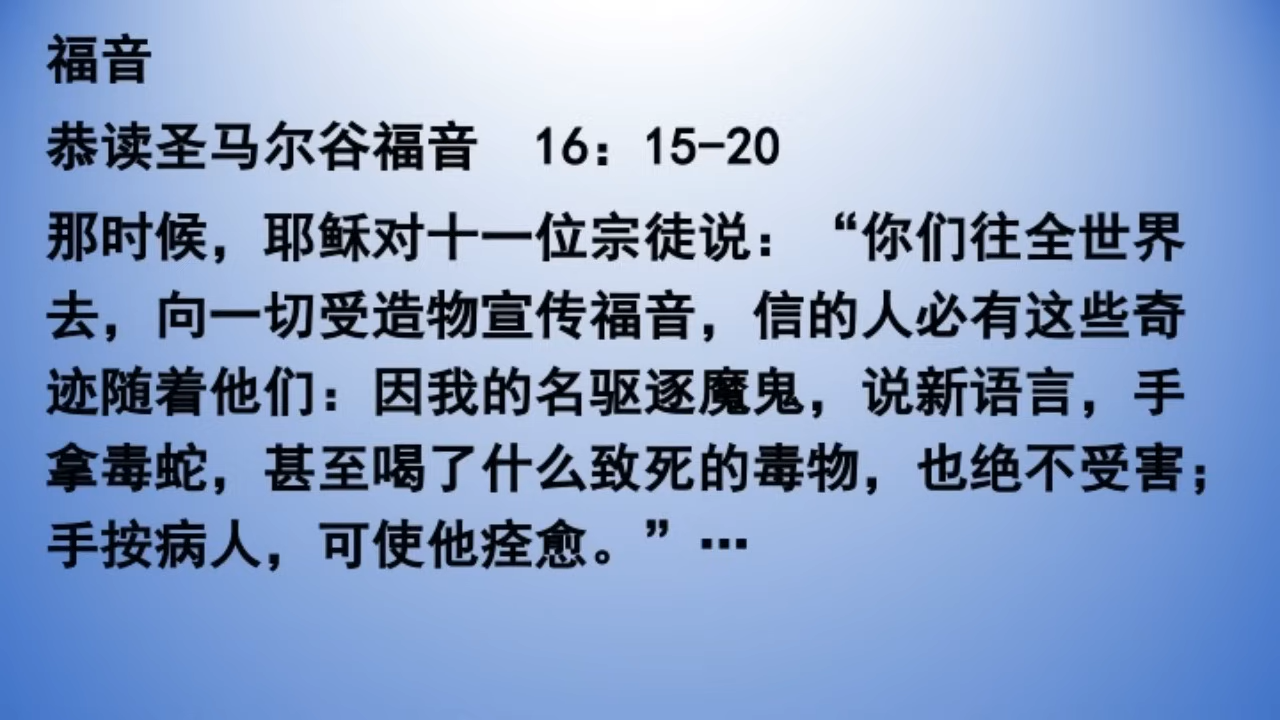 福音
恭读圣马尔谷福音 16：15-20
那时候，耶稣对十一位宗徒说：“你们往全世界
去，向一切受造物宣传福音，信的人必有这些奇
迹随着他们：因我的名驱逐魔鬼，说新语言，手
拿毒蛇，甚至喝了什么致死的毒物，也绝不受害；
手按病人，可使他痊愈。”…